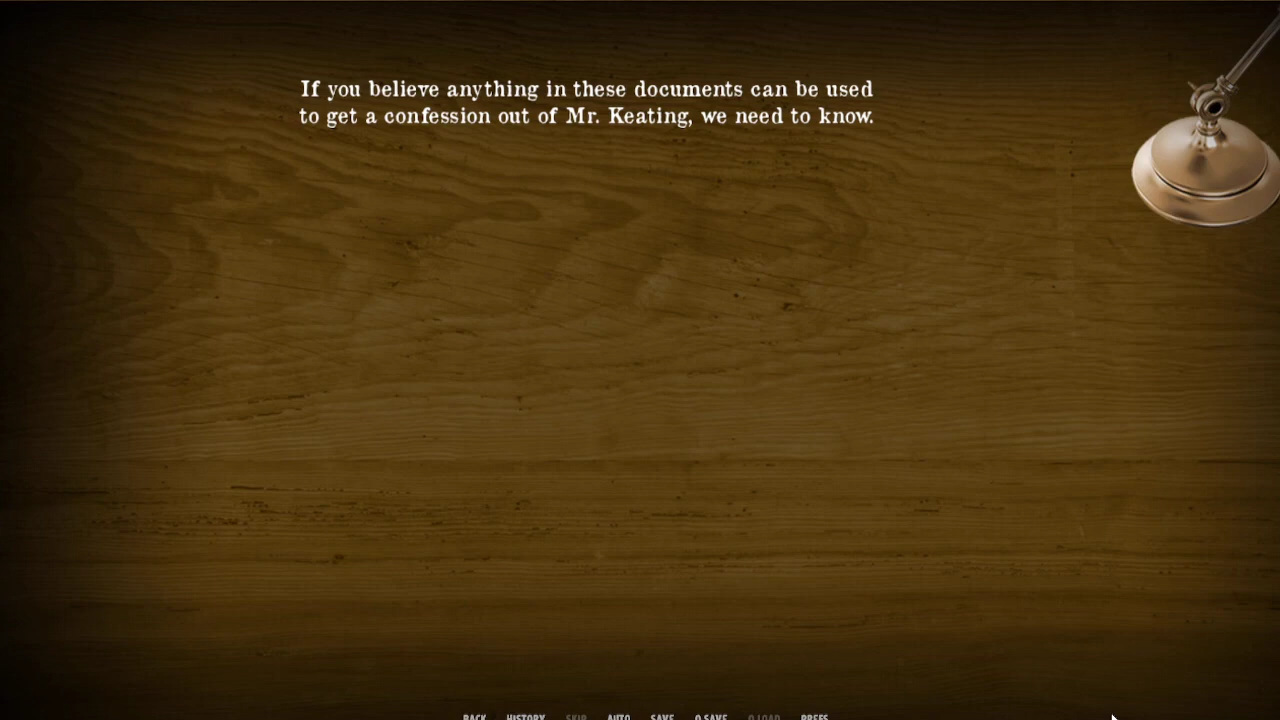 If you believe anything in these documents can be used
to get a confession out of Mr. Keating, we need to know.
BACK HISTORY SKIP AUTO SAVE Q.SAVE Q.LOAD PREFS